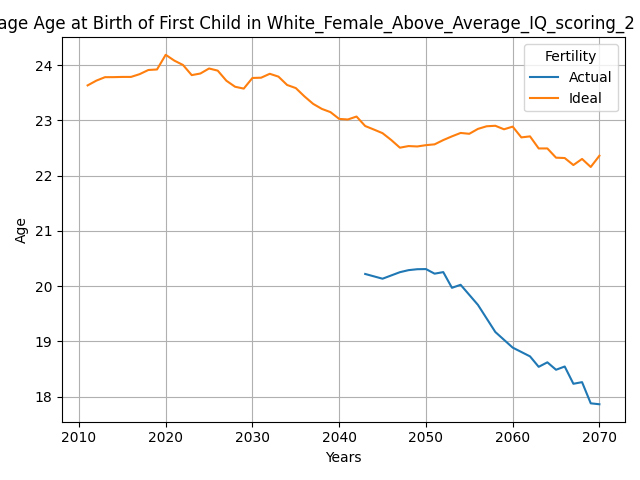 age Age at Birth of First Child in White_Female_Above_Average_IQ_scoring_2
Fertility
Actual
Ideal
24
23
22
21
20
19
18
Age
2010 2020 2030 2040 2050 2060 2070
Years